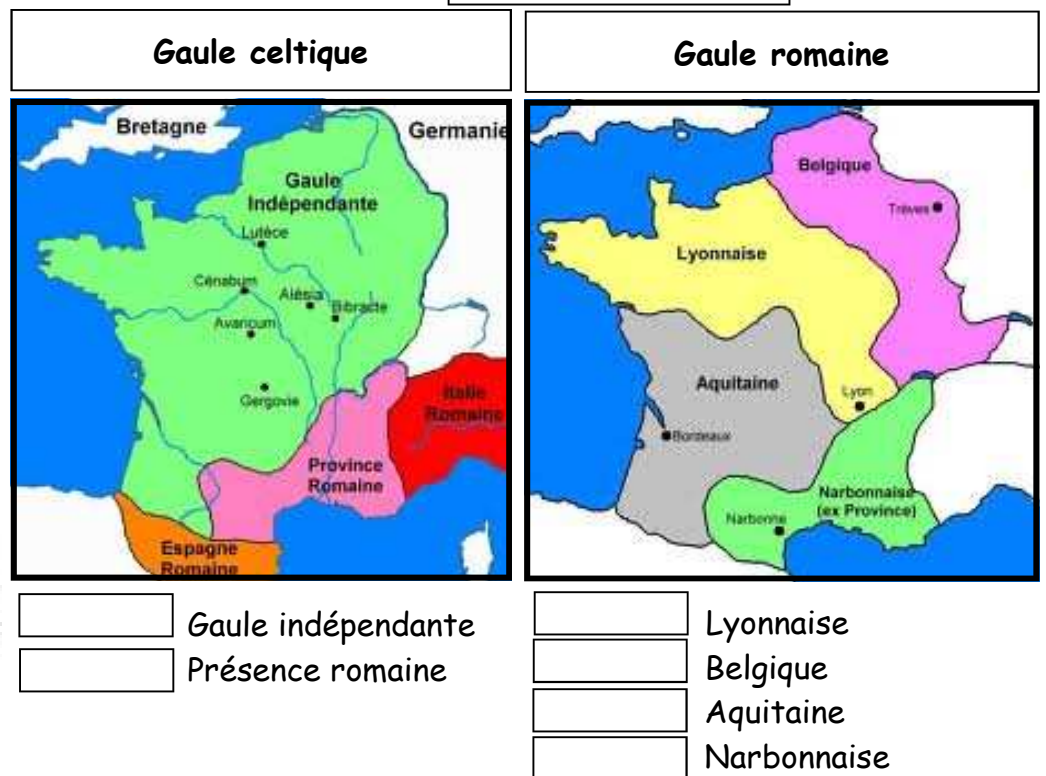 Gaule celtique
Gaule romaine
Bretagne
Germanie
Gaule
Indépendante
Lutèce
Cénabum
Alésia
Bibracte
Avaricum
Gergovie
Italie
Romaine
Province
Romaine
Espagne
Romaine
Belgique
Trèves
Lyonnaise
Aquitaine
Lyon
Bordeaux
Narbonnaise
(ex Province)
Narbonne
Gaule indépendante
Présence romaine
Lyonnaise
Belgique
Aquitaine
Narbonnaise